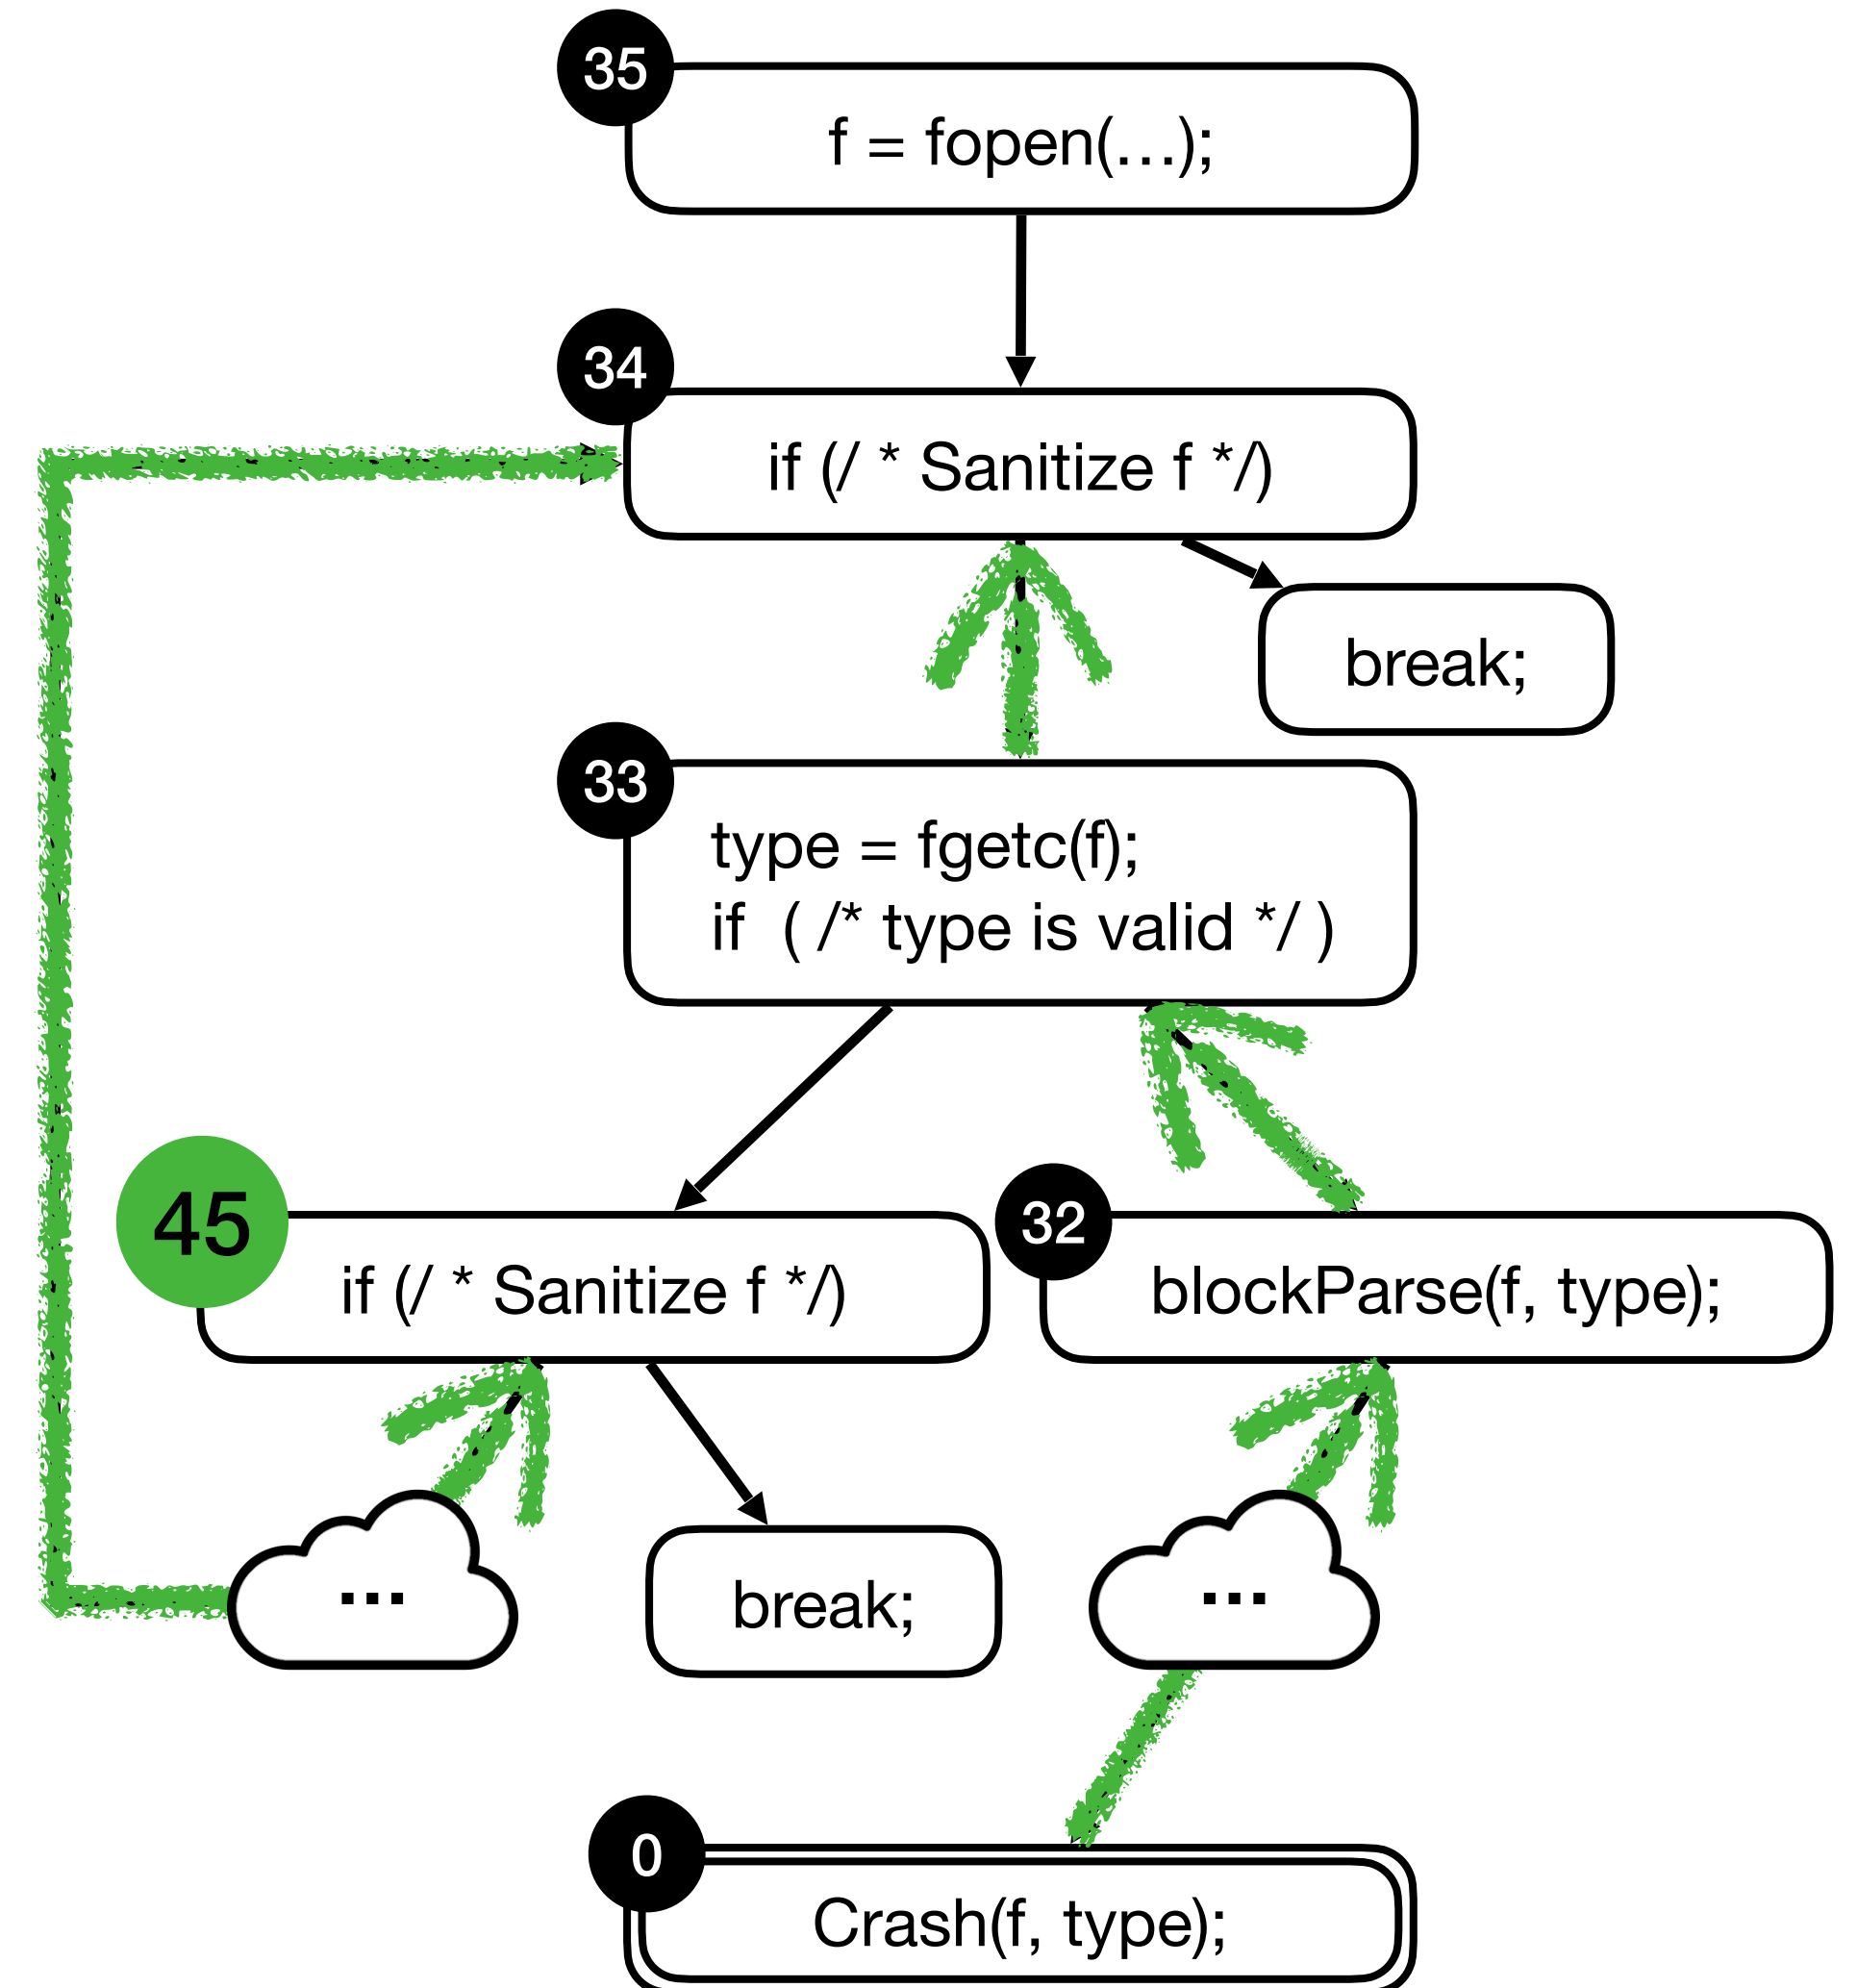 35
f = fopen(…);
34
if (/ * Sanitize f */)
break;
33
type = fgetc(f);
if ( /* type is valid */ )
45
if (/ * Sanitize f */)
32
blockParse(f, type);
...
break;
...
0
Crash(f, type);